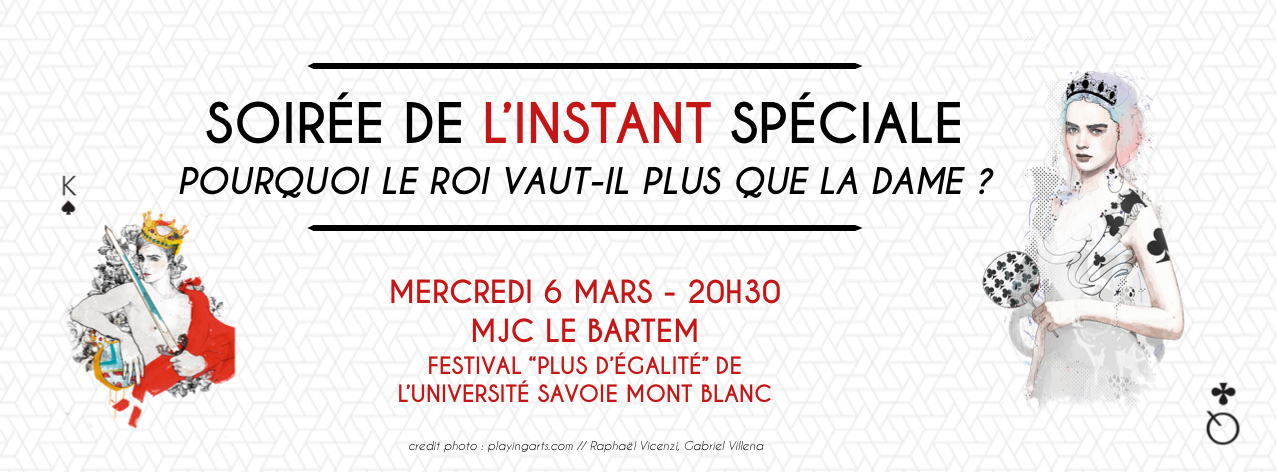 SOIRÉE DE L'INSTANT SPÉCIALE
POURQUOI LE ROI VAUT-IL PLUS QUE LA DAME ?
K
MERCREDI 6 MARS - 20H30
MJC LE BARTEM
FESTIVAL "PLUS D'ÉGALITÉ" DE
L'UNIVERSITÉ SAVOIE MONT BLANC
Q
credit photo : playingarts.com // Raphaël Vicenzi, Gabriel Villena